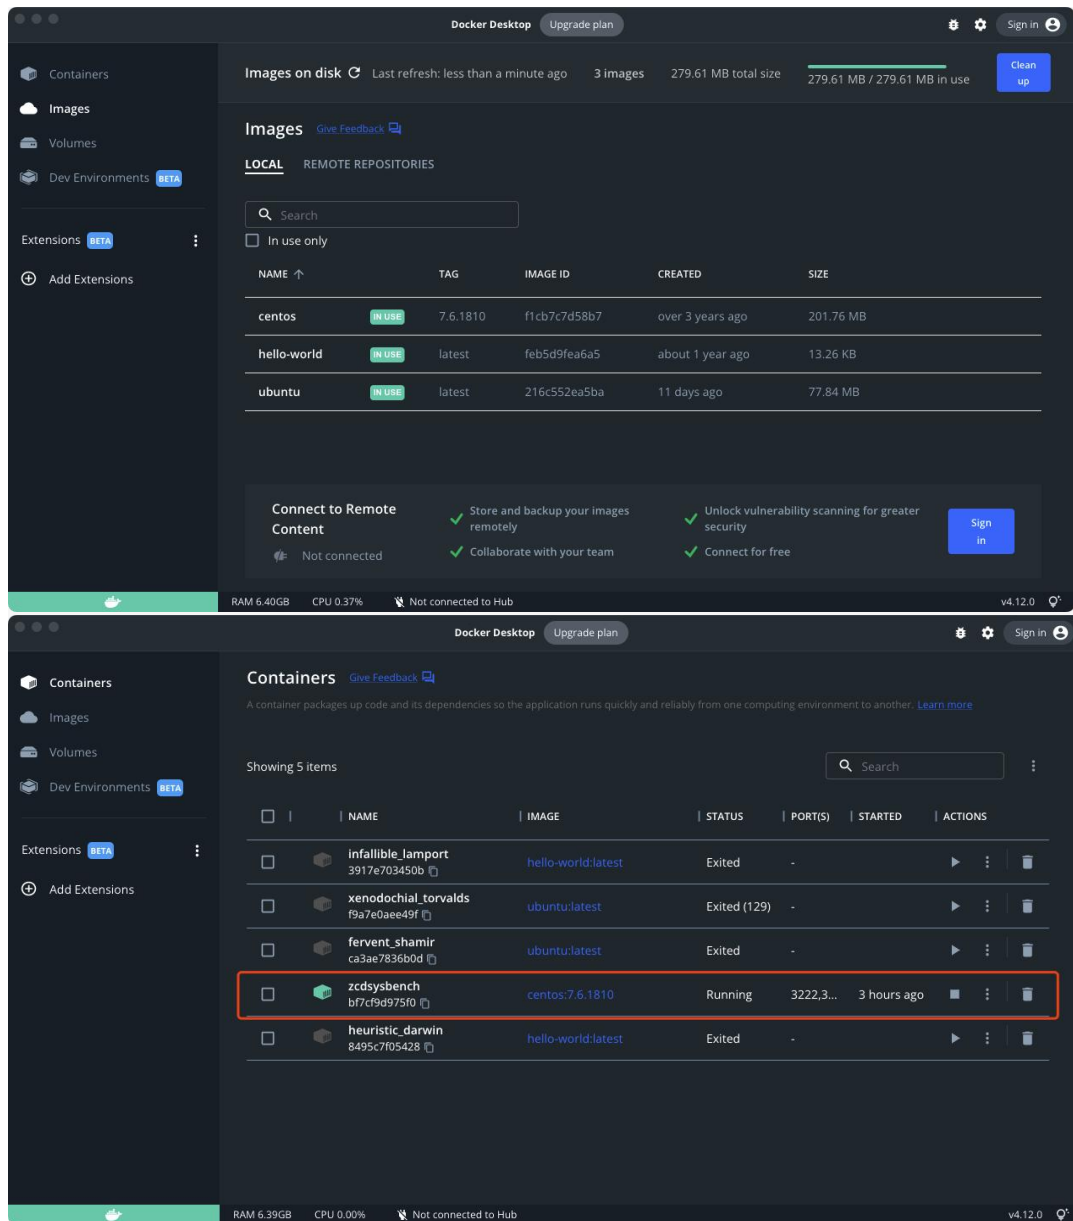 Docker Desktop Upgrade plan Sign in
Containers
Images
Volumes
Dev Environments BETA
Extensions BETA
Add Extensions
Images on disk Last refresh: less than a minute ago 3 images 279.61 MB total size 279.61 MB / 279.61 MB in use Clean up
Images Give Feedback
LOCAL REMOTE REPOSITORIES
Search
In use only
NAME TAG IMAGE ID CREATED SIZE
centos IN USE 7.6.1810 f1cb7c7d58b7 over 3 years ago 201.76 MB
hello-world IN USE latest feb5d9fea6a5 about 1 year ago 13.26 KB
ubuntu IN USE latest 216c552ea5ba 11 days ago 77.84 MB
Connect to Remote
Content
Not connected
Store and backup your images
remotely
Collaborate with your team
Unlock vulnerability scanning for greater
security
Connect for free
Sign
in
RAM 6.40GB CPU 0.37% Not connected to Hub v4.12.0
Docker Desktop Upgrade plan Sign in
Containers
Images
Volumes
Dev Environments BETA
Extensions BETA
Add Extensions
Containers Give Feedback
A container packages up code and its dependencies so the application runs quickly and reliably from one computing environment to another. Learn more
Showing 5 items Search
NAME IMAGE STATUS PORT(S) STARTED ACTIONS
infallible_lamport
3917e703450b
hello-world:latest Exited -
xenodochial_torvalds
f9a7e0aee49f
ubuntu:latest Exited (129) -
fervent_shamir
ca3ae7836b0d
ubuntu:latest Exited -
zcdsysbench
bf7cf9d975f0
centos:7.6.1810 Running 3222,3... 3 hours ago
heuristic_darwin
8495c7f05428
hello-world:latest Exited -
RAM 6.39GB CPU 0.00% Not connected to Hub v4.12.0